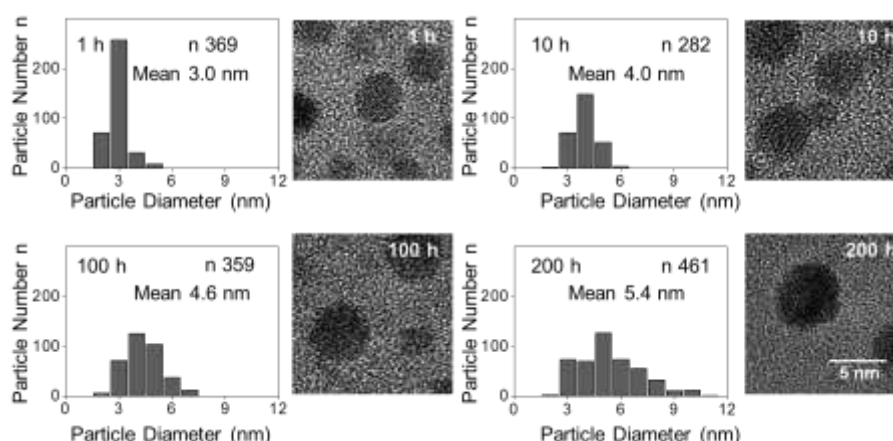 1 h n 369
Mean 3.0 nm
Particle Number n
200
100
0
0 3 6 9 12
Particle Diameter (nm)
1 h
10 h n 282
Mean 4.0 nm
Particle Number n
200
100
0
0 3 6 9 12
Particle Diameter (nm)
10 h
100 h n 359
Mean 4.6 nm
Particle Number n
200
100
0
0 3 6 9 12
Particle Diameter (nm)
100 h
200 h n 461
Mean 5.4 nm
Particle Number n
200
100
0
0 3 6 9 12
Particle Diameter (nm)
200 h
5 nm